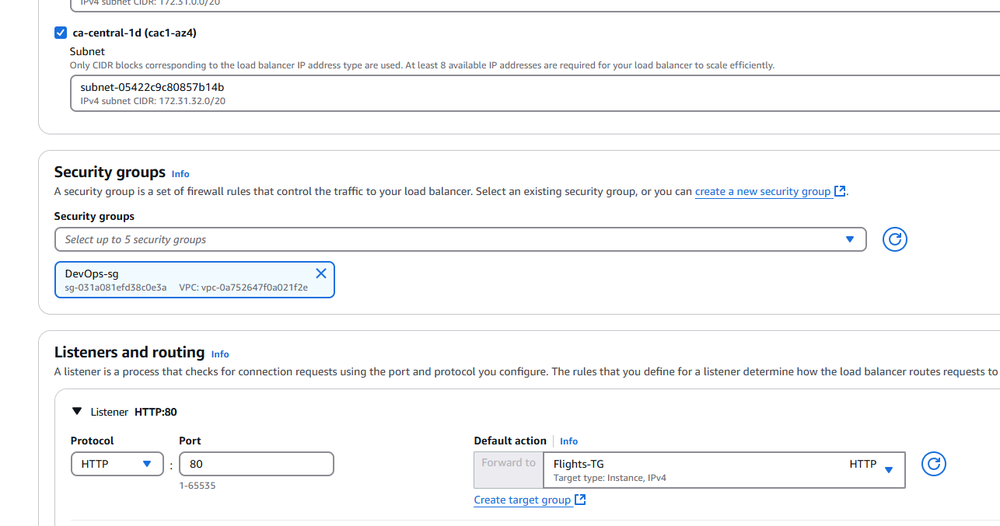 IPv4 subnet CIDR: 172.31.0.0/20
ca-central-1d (cac1-az4)
Subnet
Only CIDR blocks corresponding to the load balancer IP address type are used. At least 8 available IP addresses are required for your load balancer to scale efficiently.
subnet-05422c9c80857b14b
IPv4 subnet CIDR: 172.31.32.0/20
Security groups Info
A security group is a set of firewall rules that control the traffic to your load balancer. Select an existing security group, or you can create a new security group.
Security groups
Select up to 5 security groups
DevOps-sg
sg-031a081efd38c0e3a VPC: vpc-0a752647f0a021f2e
Listeners and routing Info
A listener is a process that checks for connection requests using the port and protocol you configure. The rules that you define for a listener determine how the load balancer routes requests to
Listener HTTP:80
Protocol Port Default action Info
HTTP : 80 Forward to Flights-TG HTTP
Target type: Instance, IPv4
1-65535
Create target group